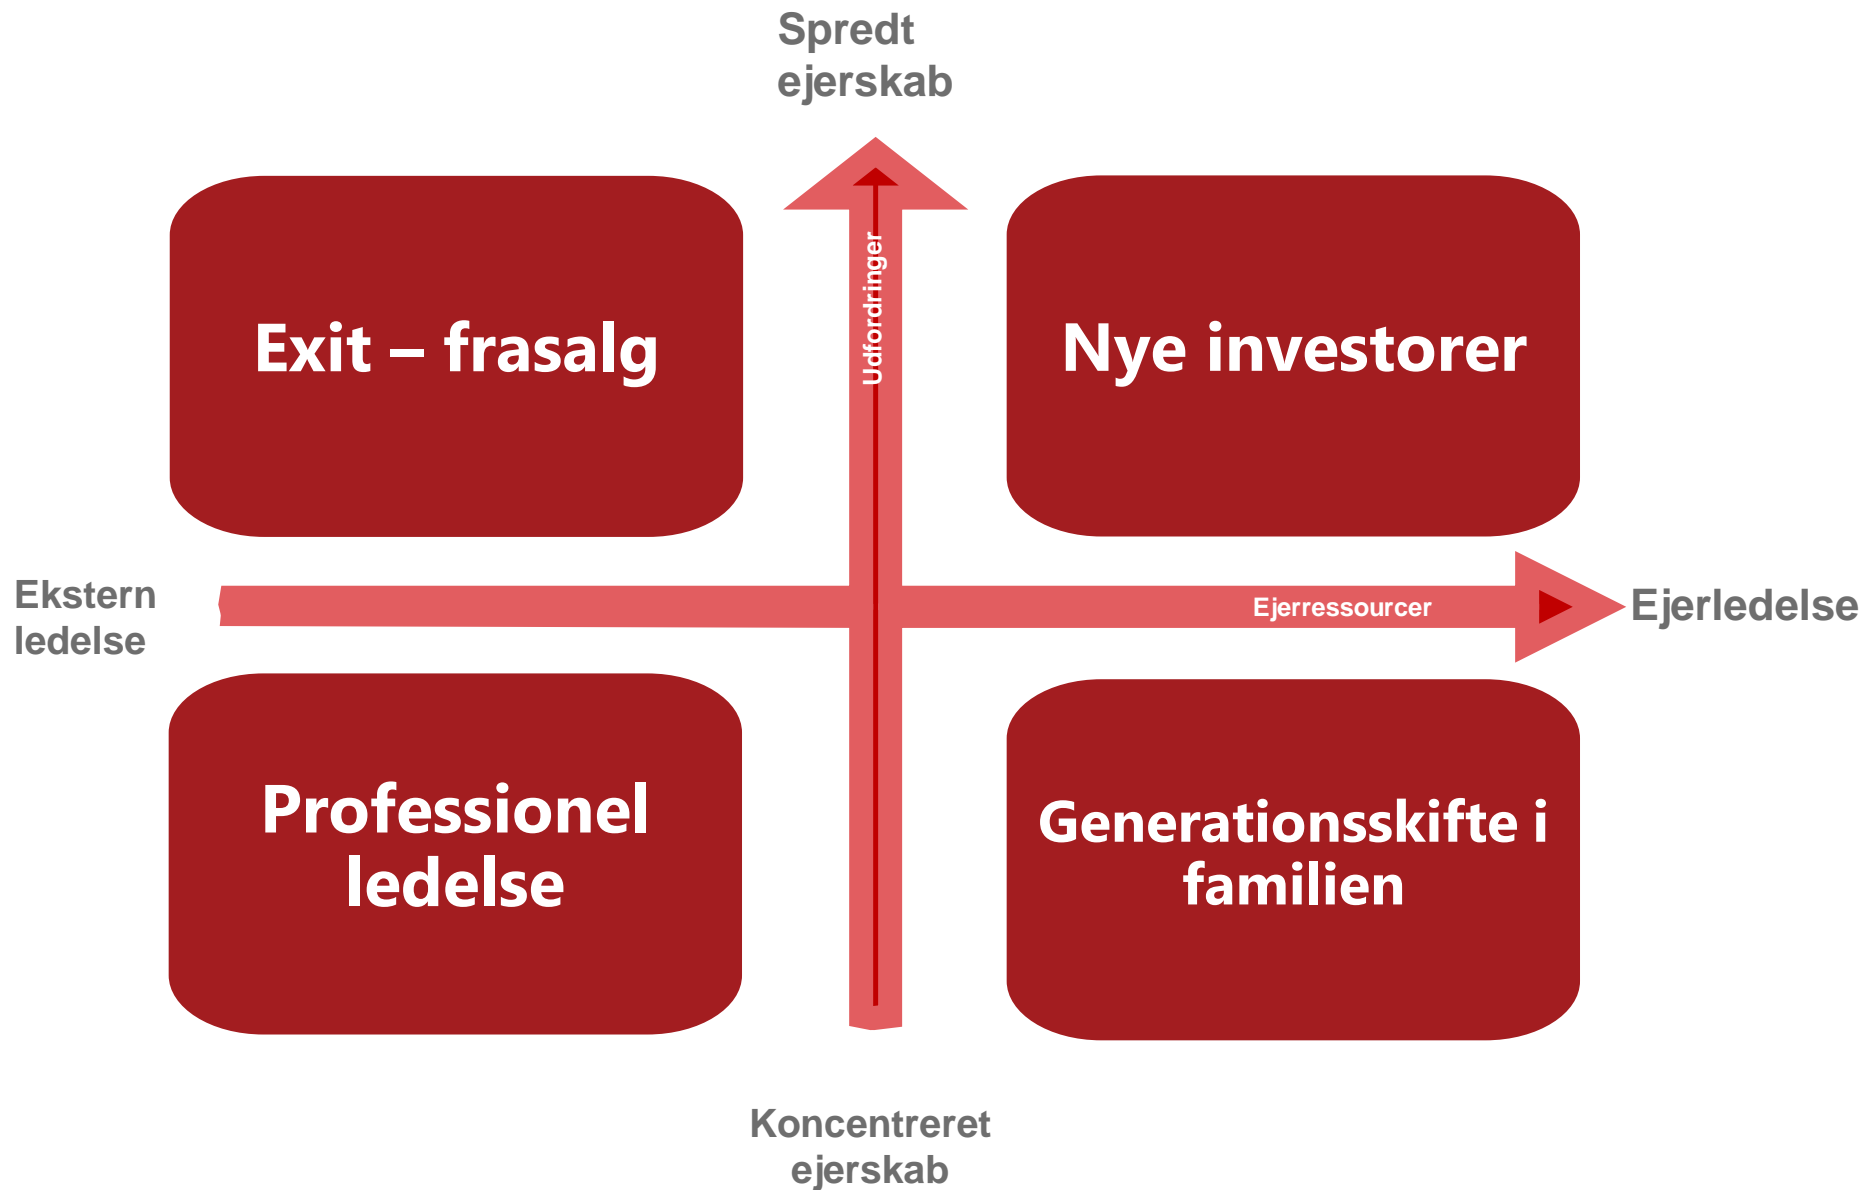 Spredt
ejerskab
Udfordringer
Exit – frasalg
Nye investorer
Ekstern
ledelse
Ejerressourcer
Ejerledelse
Professionel
ledelse
Generationsskifte i
familien
Koncentreret
ejerskab